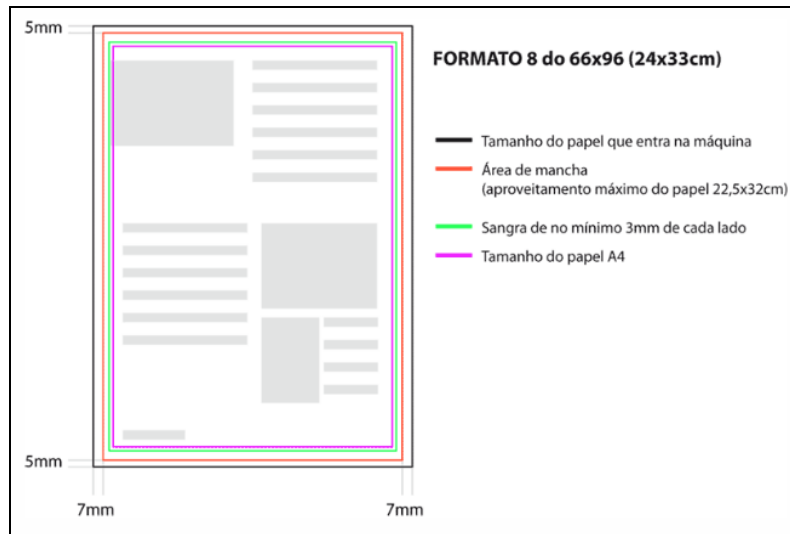 5mm
FORMATO 8 do 66x96 (24x33cm)
Tamanho do papel que entra na máquina
Área de mancha
(aproveitamento máximo do papel 22,5x32cm)
Sangra de no mínimo 3mm de cada lado
Tamanho do papel A4
5mm
7mm
7mm